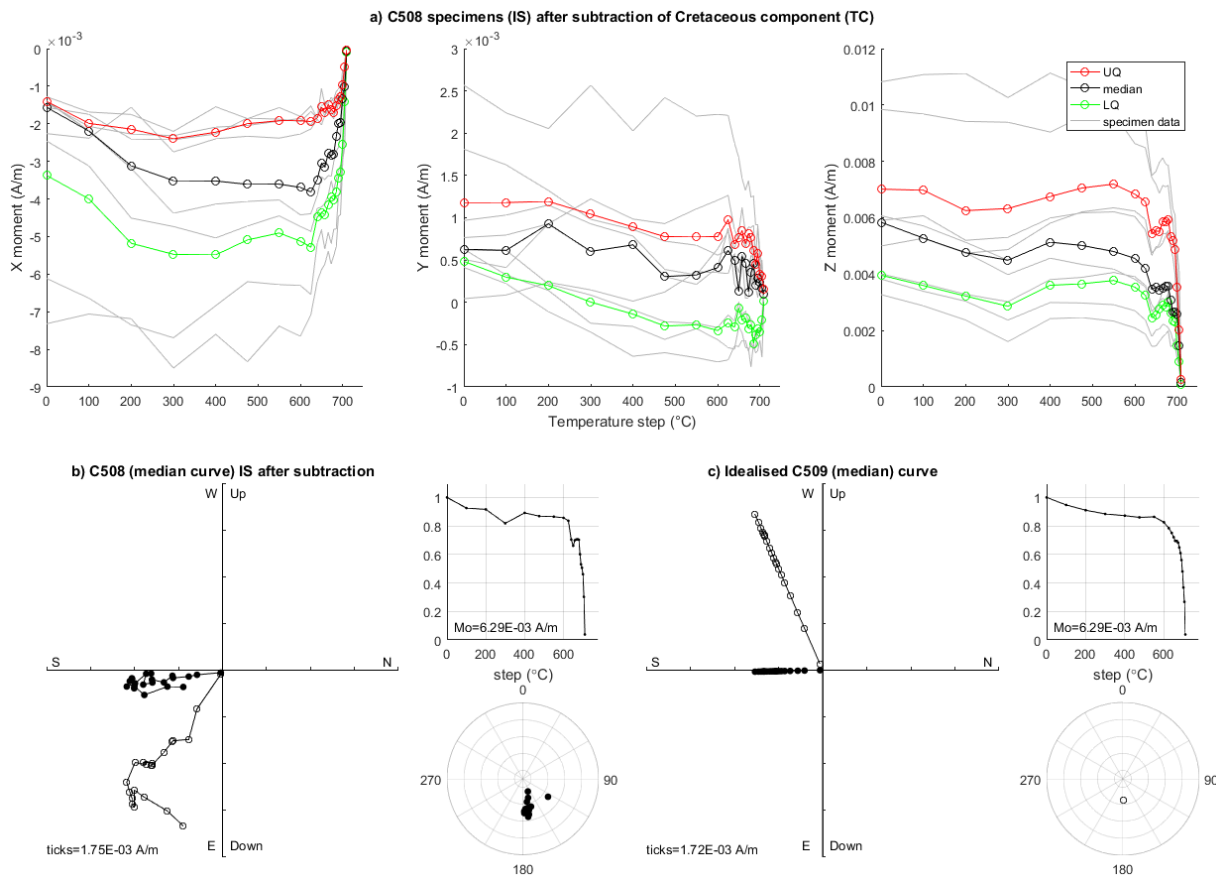 a) C508 specimens (IS) after subtraction of Cretaceous component (TC)
×10⁻³
0
-1
-2
-3
-4
-5
-6
-7
-8
-9
X moment (A/m)
0 100 200 300 400 500 600 700
×10⁻³
3
2.5
2
1.5
1
0.5
0
-0.5
-1
Y moment (A/m)
0 100 200 300 400 500 600 700
Temperature step (°C)
0.012
0.01
0.008
0.006
0.004
0.002
0
Z moment (A/m)
0 100 200 300 400 500 600 700
UQ
median
LQ
specimen data
b) C508 (median curve) IS after subtraction
W Up
S N
E Down
ticks=1.75E-03 A/m
1
0.8
0.6
0.4
0.2
0
Mo=6.29E-03 A/m
0 200 400 600
step (°C)
0
270 90
180
c) Idealised C509 (median) curve
W Up
S N
E Down
ticks=1.72E-03 A/m
1
0.8
0.6
0.4
0.2
0
Mo=6.29E-03 A/m
0 200 400 600
step (°C)
0
270 90
180